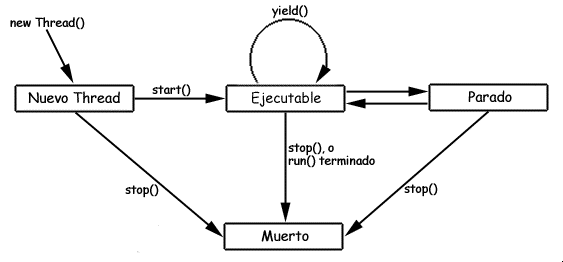 yield()
new Thread()
Nuevo Thread
start()
Ejecutable
Parado
stop(), o
run() terminado
stop()
stop()
Muerto